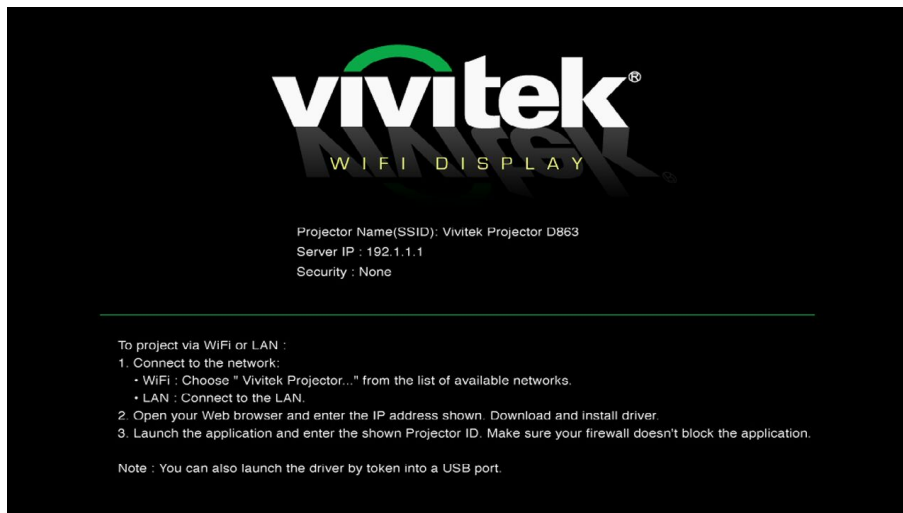 vivitek®
WIFI DISPLAY
Projector Name(SSID): Vivitek Projector D863
Server IP : 192.1.1.1
Security : None
To project via WiFi or LAN :
1. Connect to the network:
• WiFi : Choose " Vivitek Projector..." from the list of available networks.
• LAN : Connect to the LAN.
2. Open your Web browser and enter the IP address shown. Download and install driver.
3. Launch the application and enter the shown Projector ID. Make sure your firewall doesn't block the application.
Note : You can also launch the driver by token into a USB port.